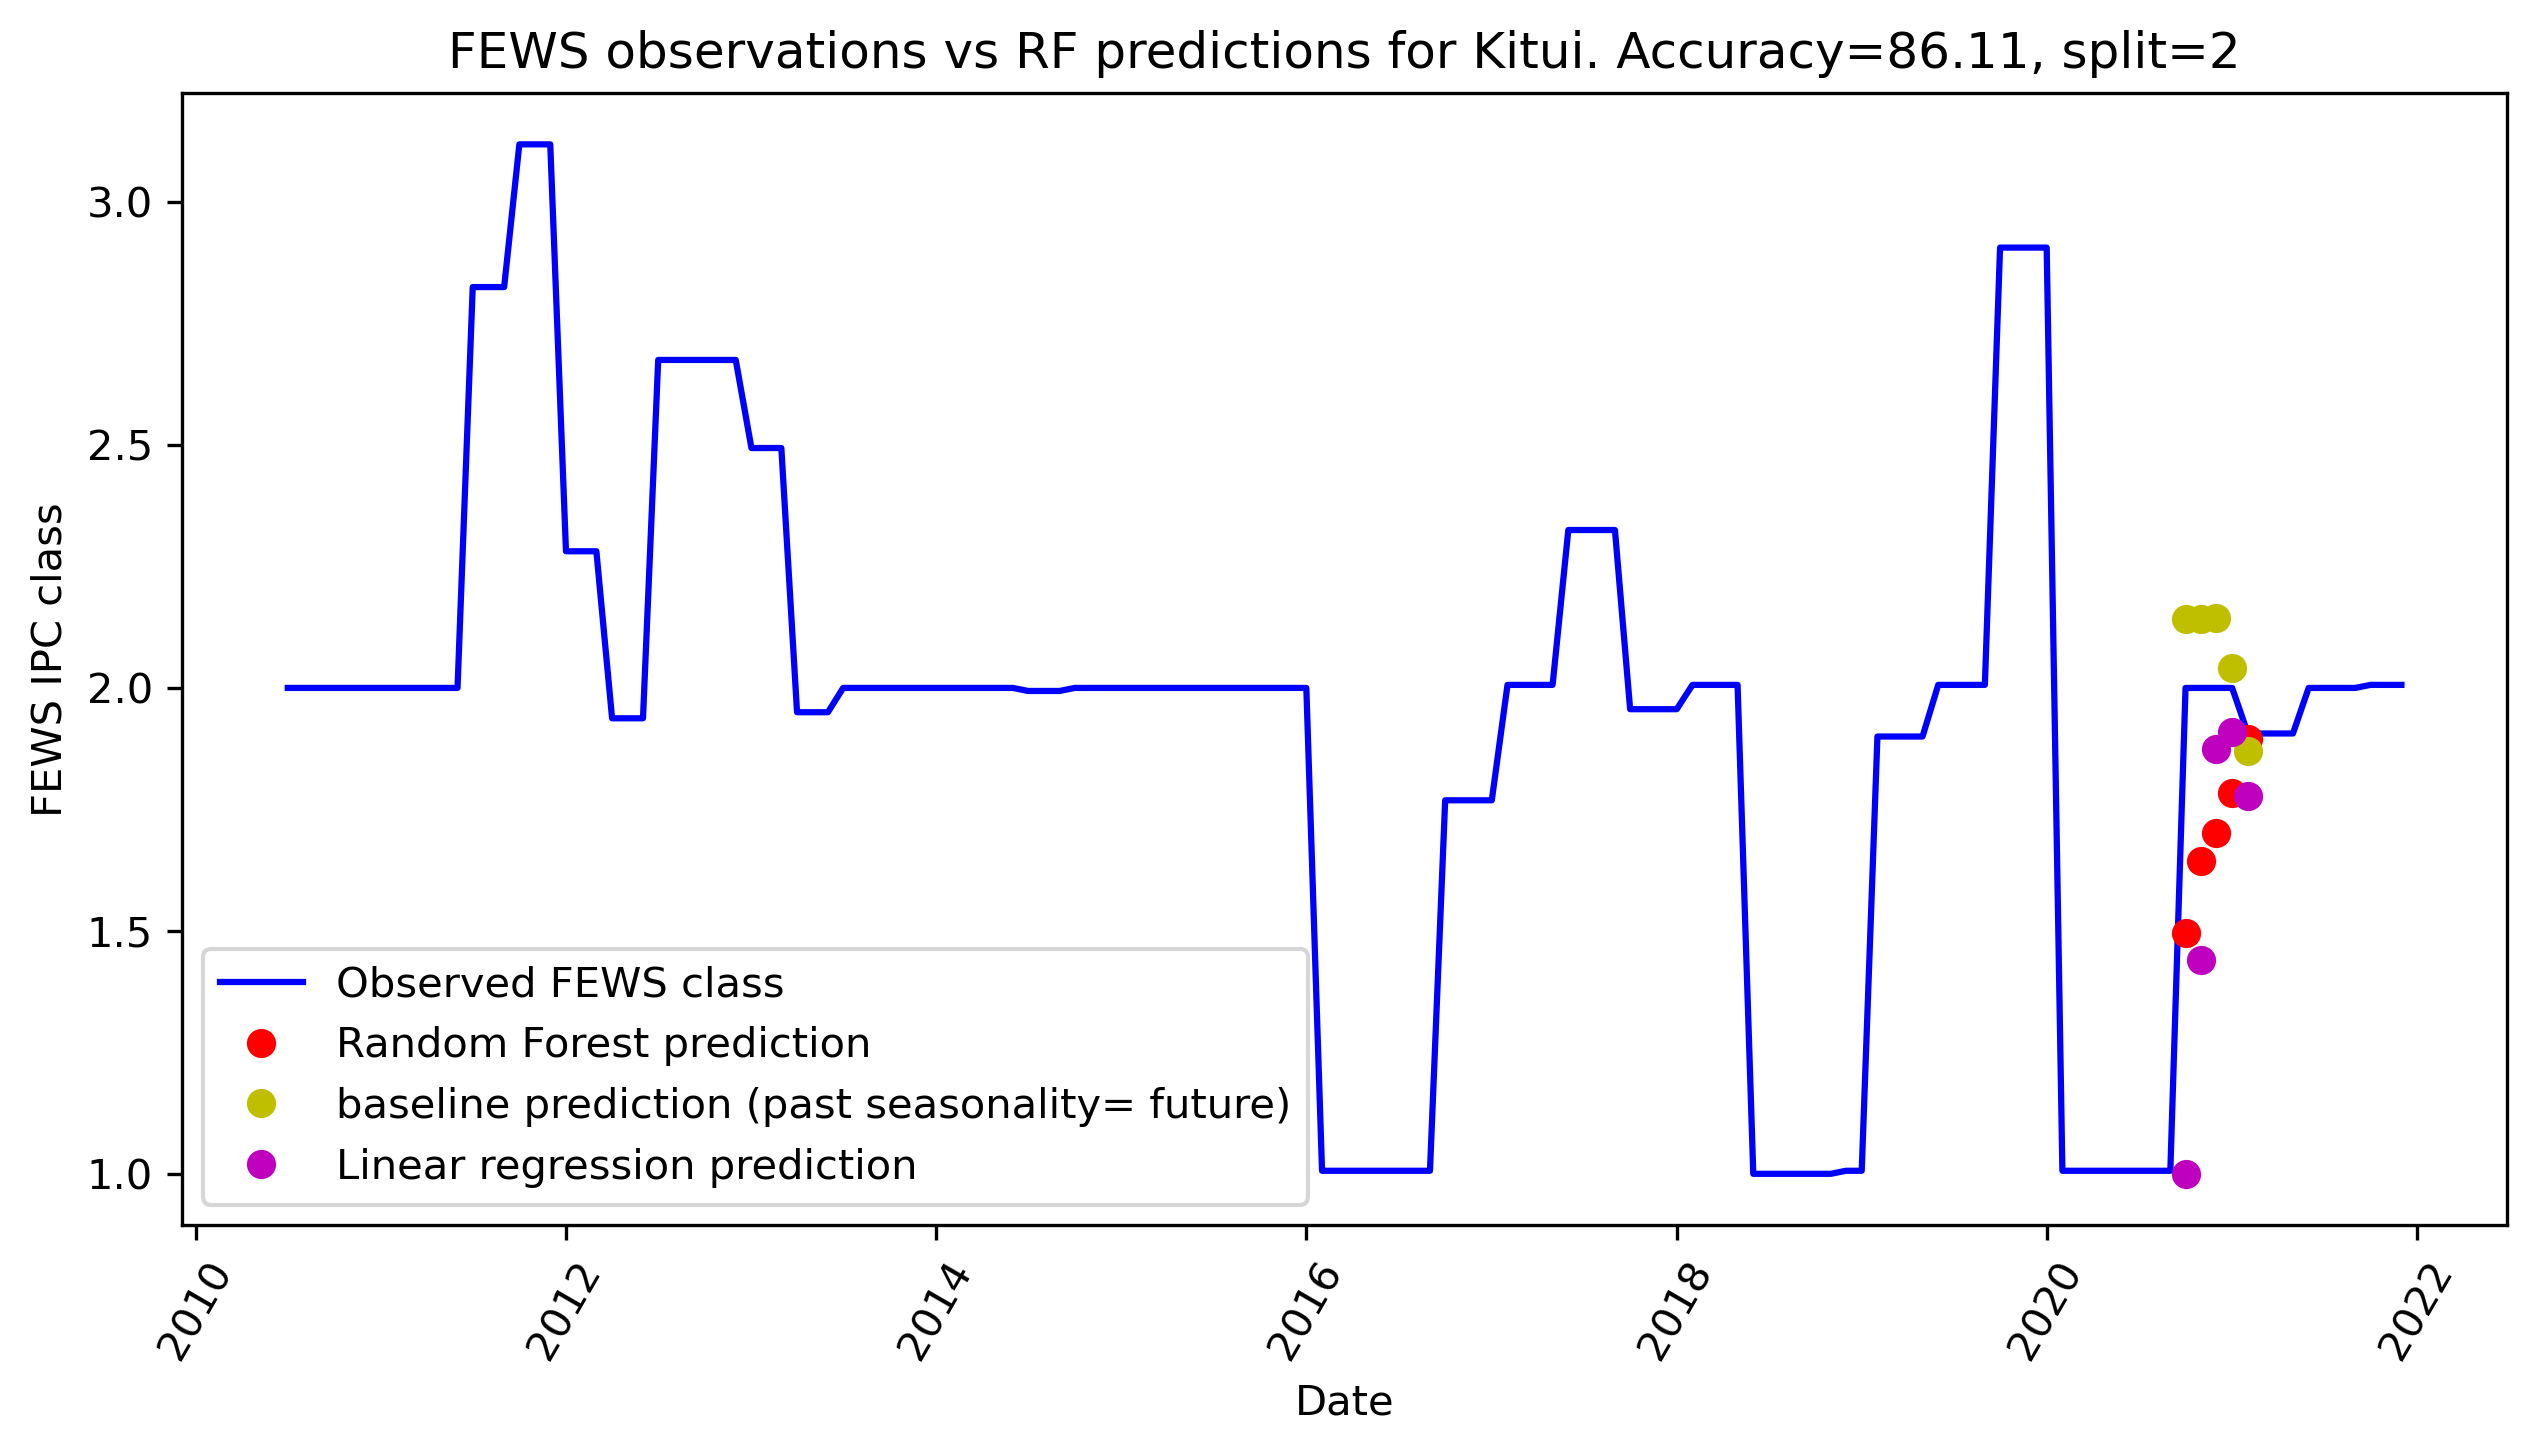 FEWS observations vs RF predictions for Kitui. Accuracy=86.11, split=2
FEWS IPC class
3.0
2.5
2.0
1.5
1.0
Observed FEWS class
Random Forest prediction
baseline prediction (past seasonality= future)
Linear regression prediction
2010
2012
2014
2016
2018
2020
2022
Date